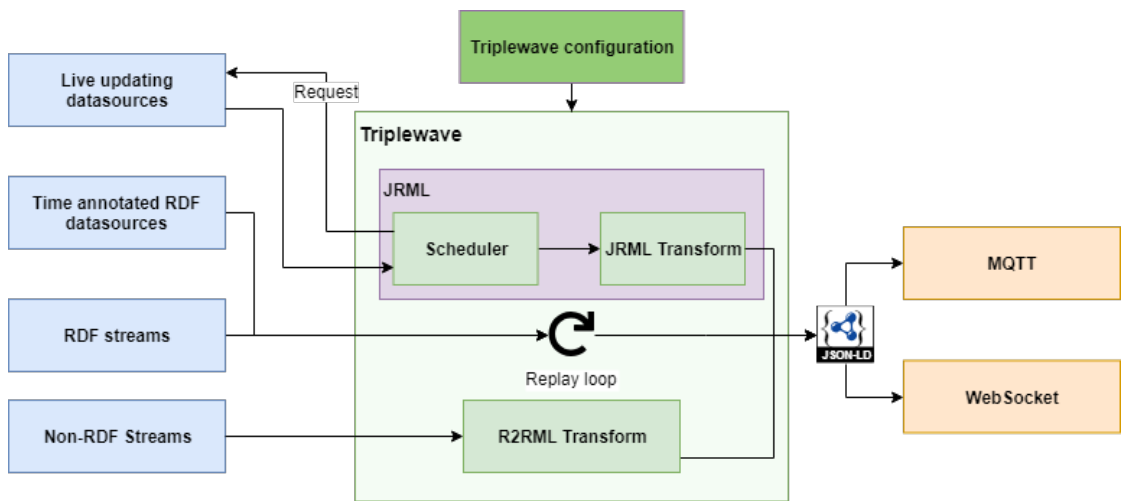 Triplewave configuration
Live updating
datasources
Request
Triplewave
JRML
Time annotated RDF
datasources
Scheduler
JRML Transform
MQTT
RDF streams
JSON-LD
Replay loop
WebSocket
Non-RDF Streams
R2RML Transform